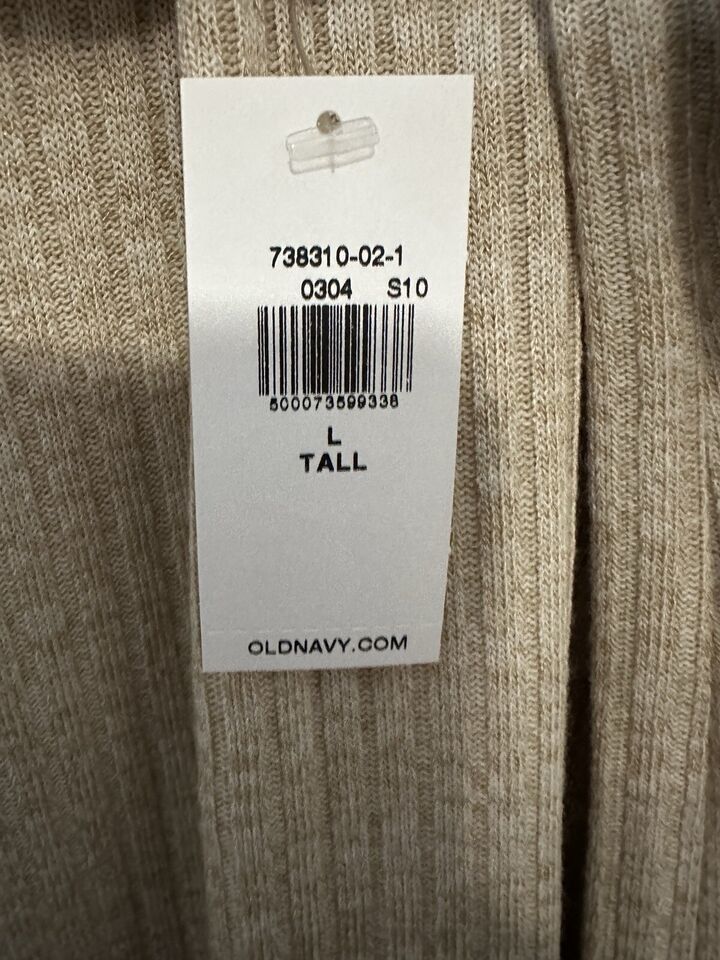 738310-02-1
0304 S10
500073599338
L
TALL
OLDNAVY.COM